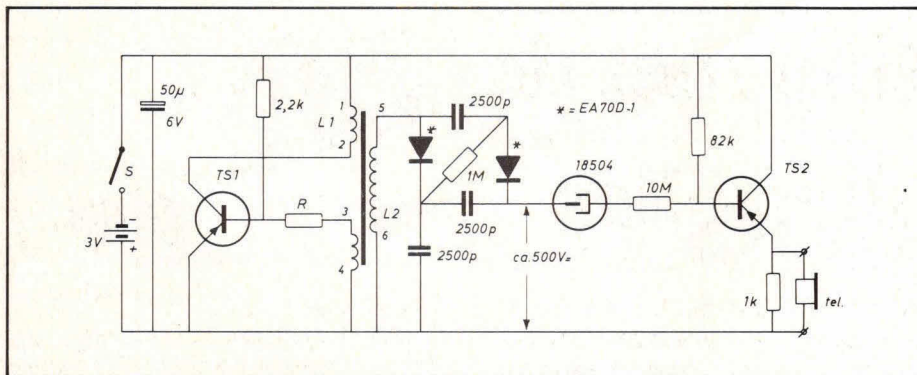 50µ
6V
2,2k
1
L1
2
5
2500p
* = EA70D-1
*
*
18504
82k
TS2
S
TS1
1M
10M
−
3V
+
R
3
4
L2
6
2500p
2500p
ca.500V=
1k
tel.